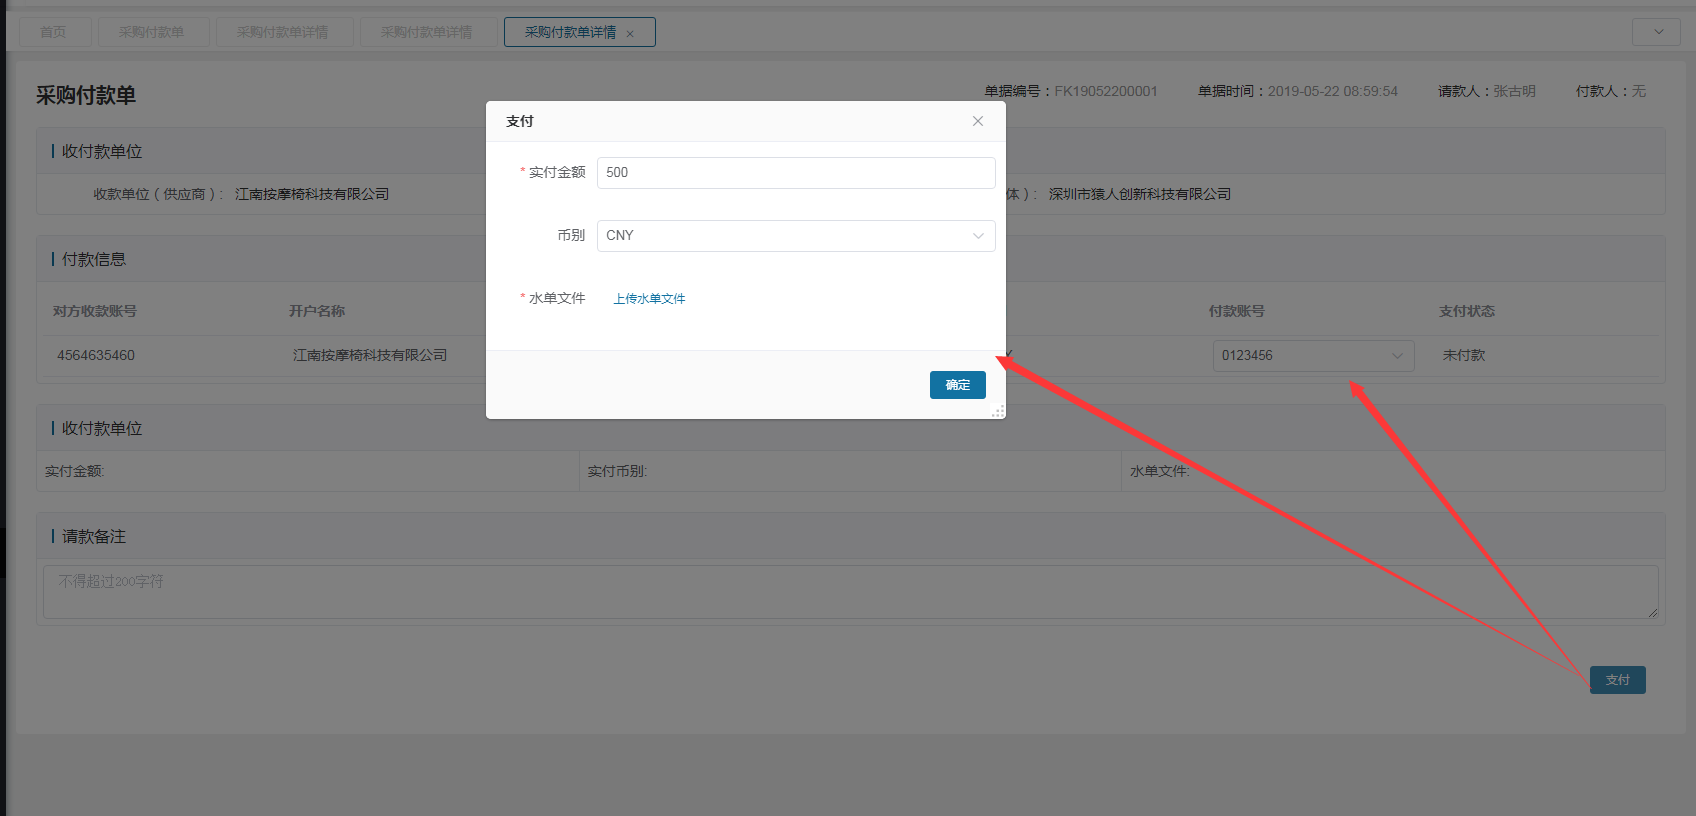 首页 采购付款单 采购付款单详情 采购付款单详情 采购付款单详情 ×
采购付款单
单据编号：FK19052200001 单据时间：2019-05-22 08:59:54 请款人：张古明 付款人：无
支付
* 实付金额 500
币别 CNY
* 水单文件 上传水单文件
确定
收付款单位
收款单位（供应商）: 江南按摩椅科技有限公司 体）: 深圳市猿人创新科技有限公司
付款信息
对方收款账号 开户名称 付款账号 支付状态
4564635460 江南按摩椅科技有限公司 Y 0123456 未付款
收付款单位
实付金额: 实付币别: 水单文件:
请款备注
不得超过200字符
支付